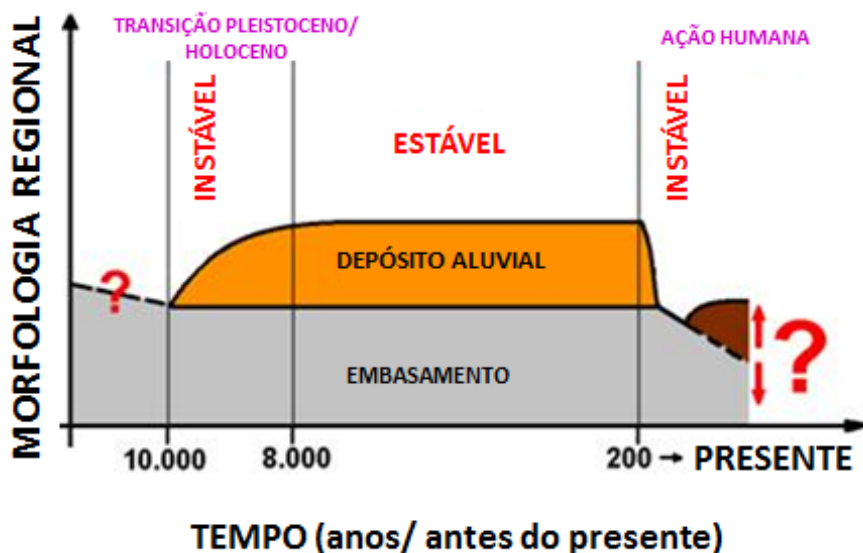 MORFOLOGIA REGIONAL
TRANSIÇÃO PLEISTOCENO/
HOLOCENO
AÇÃO HUMANA
INSTÁVEL
ESTÁVEL
INSTÁVEL
?
DEPÓSITO ALUVIAL
?
EMBASAMENTO
10.000
8.000
200 → PRESENTE
TEMPO (anos/ antes do presente)